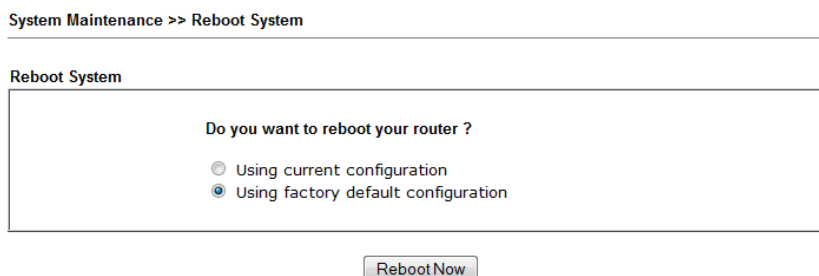 System Maintenance >> Reboot System
Reboot System
Do you want to reboot your router ?
Using current configuration
Using factory default configuration
Reboot Now